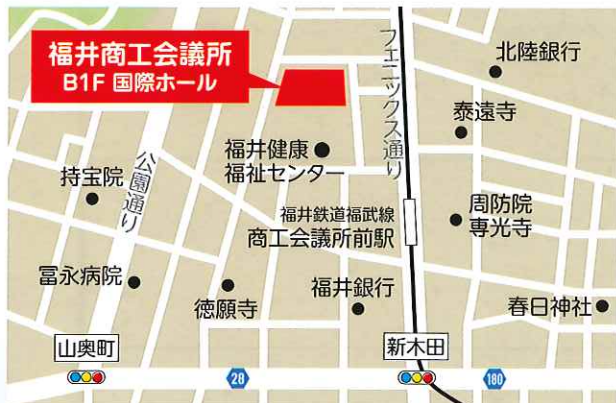 福井商工会議所
B1F 国際ホール
フェニックス通り
北陸銀行
泰遠寺
福井健康
福祉センター
公園通り
持宝院
福井鉄道福武線
商工会議所前駅
周防院
専光寺
冨永病院
徳願寺
福井銀行
春日神社
山奥町
新木田
28
180